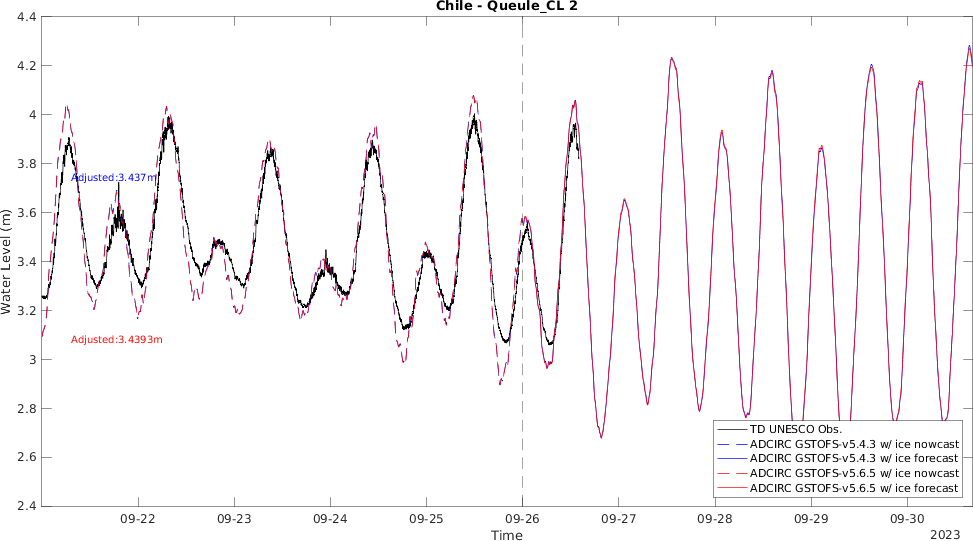 Chile - Queule_CL 2
4.4
4.2
4
3.8
3.6
3.4
3.2
3
2.8
2.6
2.4
Water Level (m)
Adjusted:3.437m
Adjusted:3.4393m
TD UNESCO Obs.
ADCIRC GSTOFS-v5.4.3 w/ ice nowcast
ADCIRC GSTOFS-v5.4.3 w/ ice forecast
ADCIRC GSTOFS-v5.6.5 w/ ice nowcast
ADCIRC GSTOFS-v5.6.5 w/ ice forecast
09-22 09-23 09-24 09-25 09-26 09-27 09-28 09-29 09-30
Time
2023